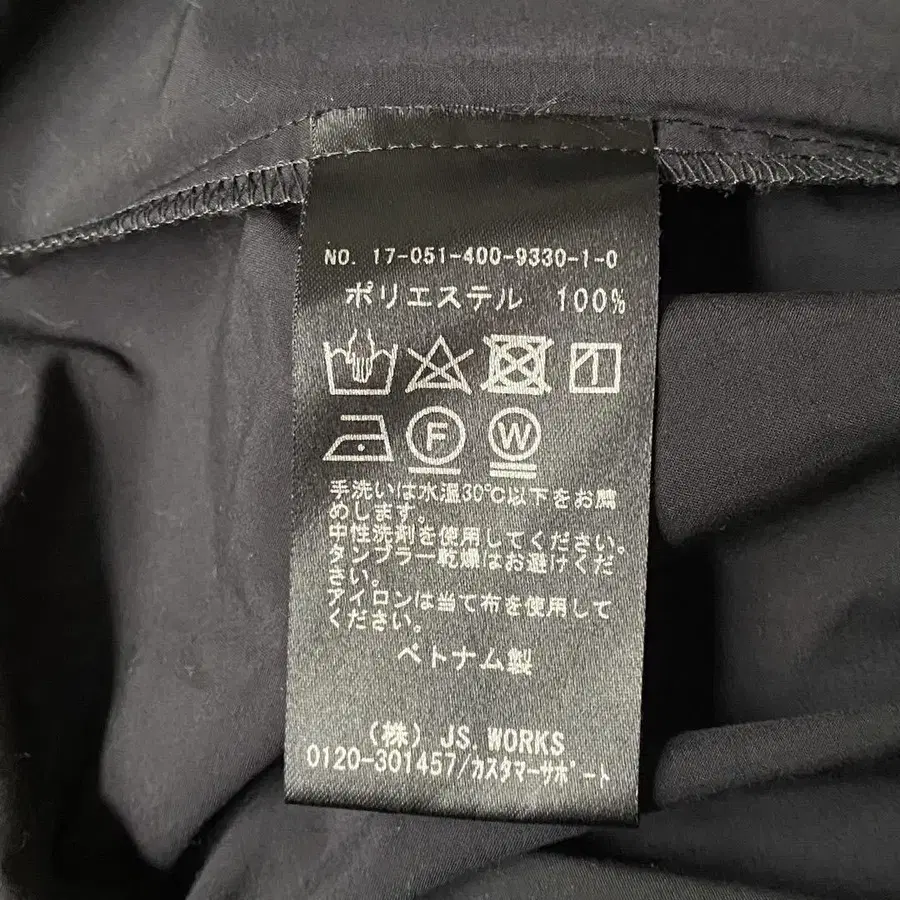 NO. 17-051-400-9330-1-0
ポリエステル 100%
F W
手洗いは水温30℃以下をお薦
めします。
中性洗剤を使用してください。
タンブラー乾燥はお避けくだ
さい。
アイロンは当て布を使用して
ください。
ベトナム製
(株) JS. WORKS
0120-301457/カスタマーサポート